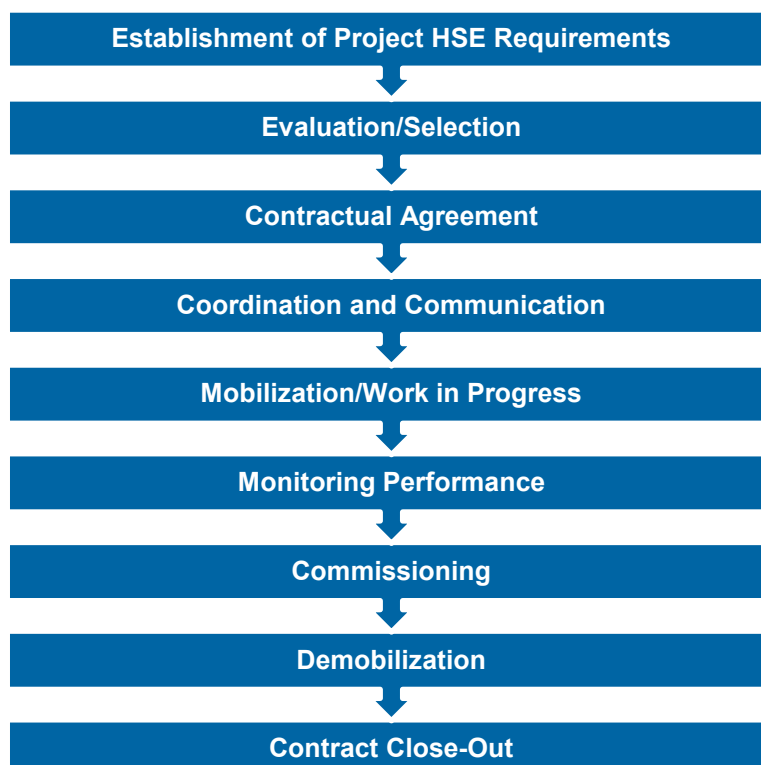 Establishment of Project HSE Requirements
Evaluation/Selection
Contractual Agreement
Coordination and Communication
Mobilization/Work in Progress
Monitoring Performance
Commissioning
Demobilization
Contract Close-Out